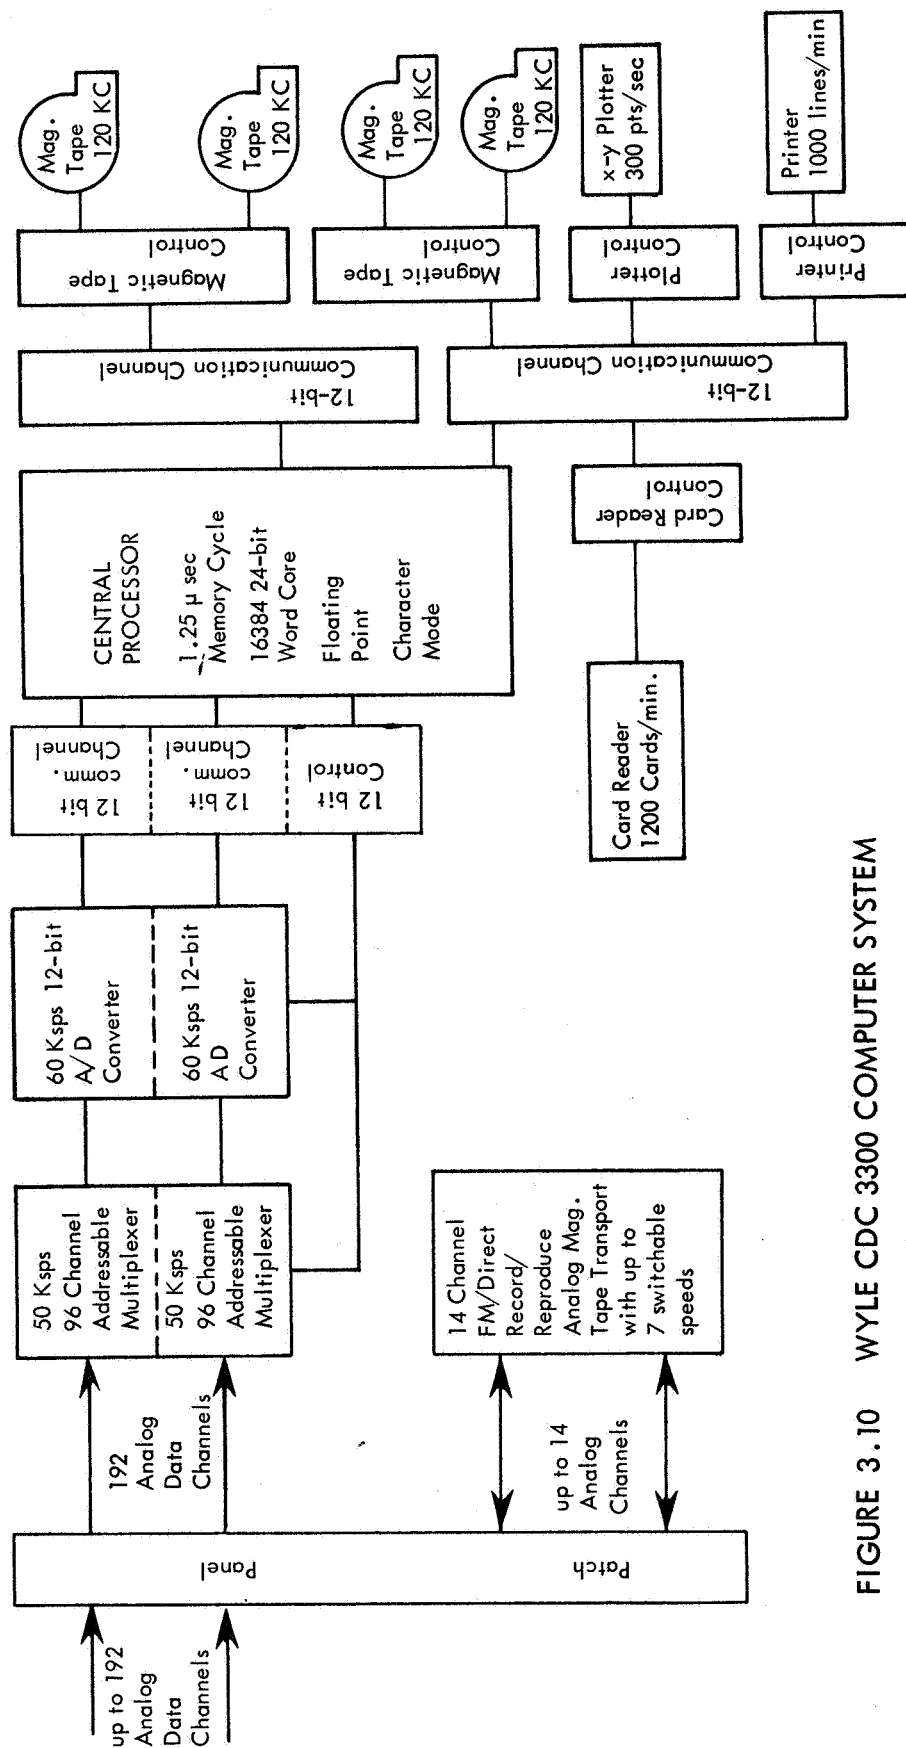 up to 192
Analog
Data
Channels
Patch
Panel
192
Analog
Data
Channels
up to 14
Analog
Channels
50 Ksps
96 Channel
Addressable
Multiplexer
50 Ksps
96 Channel
Addressable
Multiplexer
14 Channel
FM/Direct
Record/
Reproduce
Analog Mag.
Tape Transport
with up to
7 switchable
speeds
60 Ksps 12-bit
A/D
Converter
60 Ksps 12-bit
AD
Converter
12 bit
comm.
Channel
12 bit
comm.
Channel
12 bit
Control
CENTRAL
PROCESSOR
1.25 µ sec
Memory Cycle
16384 24-bit
Word Core
Floating
Point
Character
Mode
Card Reader
1200 Cards/min.
Card Reader
Control
12-bit
Communication Channel
12-bit
Communication Channel
Magnetic Tape
Control
Magnetic Tape
Control
Plotter
Control
Printer
Control
Mag.
Tape
120 KC
Mag.
Tape
120 KC
Mag.
Tape
120 KC
Mag.
Tape
120 KC
x-y Plotter
300 pts/sec
Printer
1000 lines/min
FIGURE 3.10 WYLE CDC 3300 COMPUTER SYSTEM